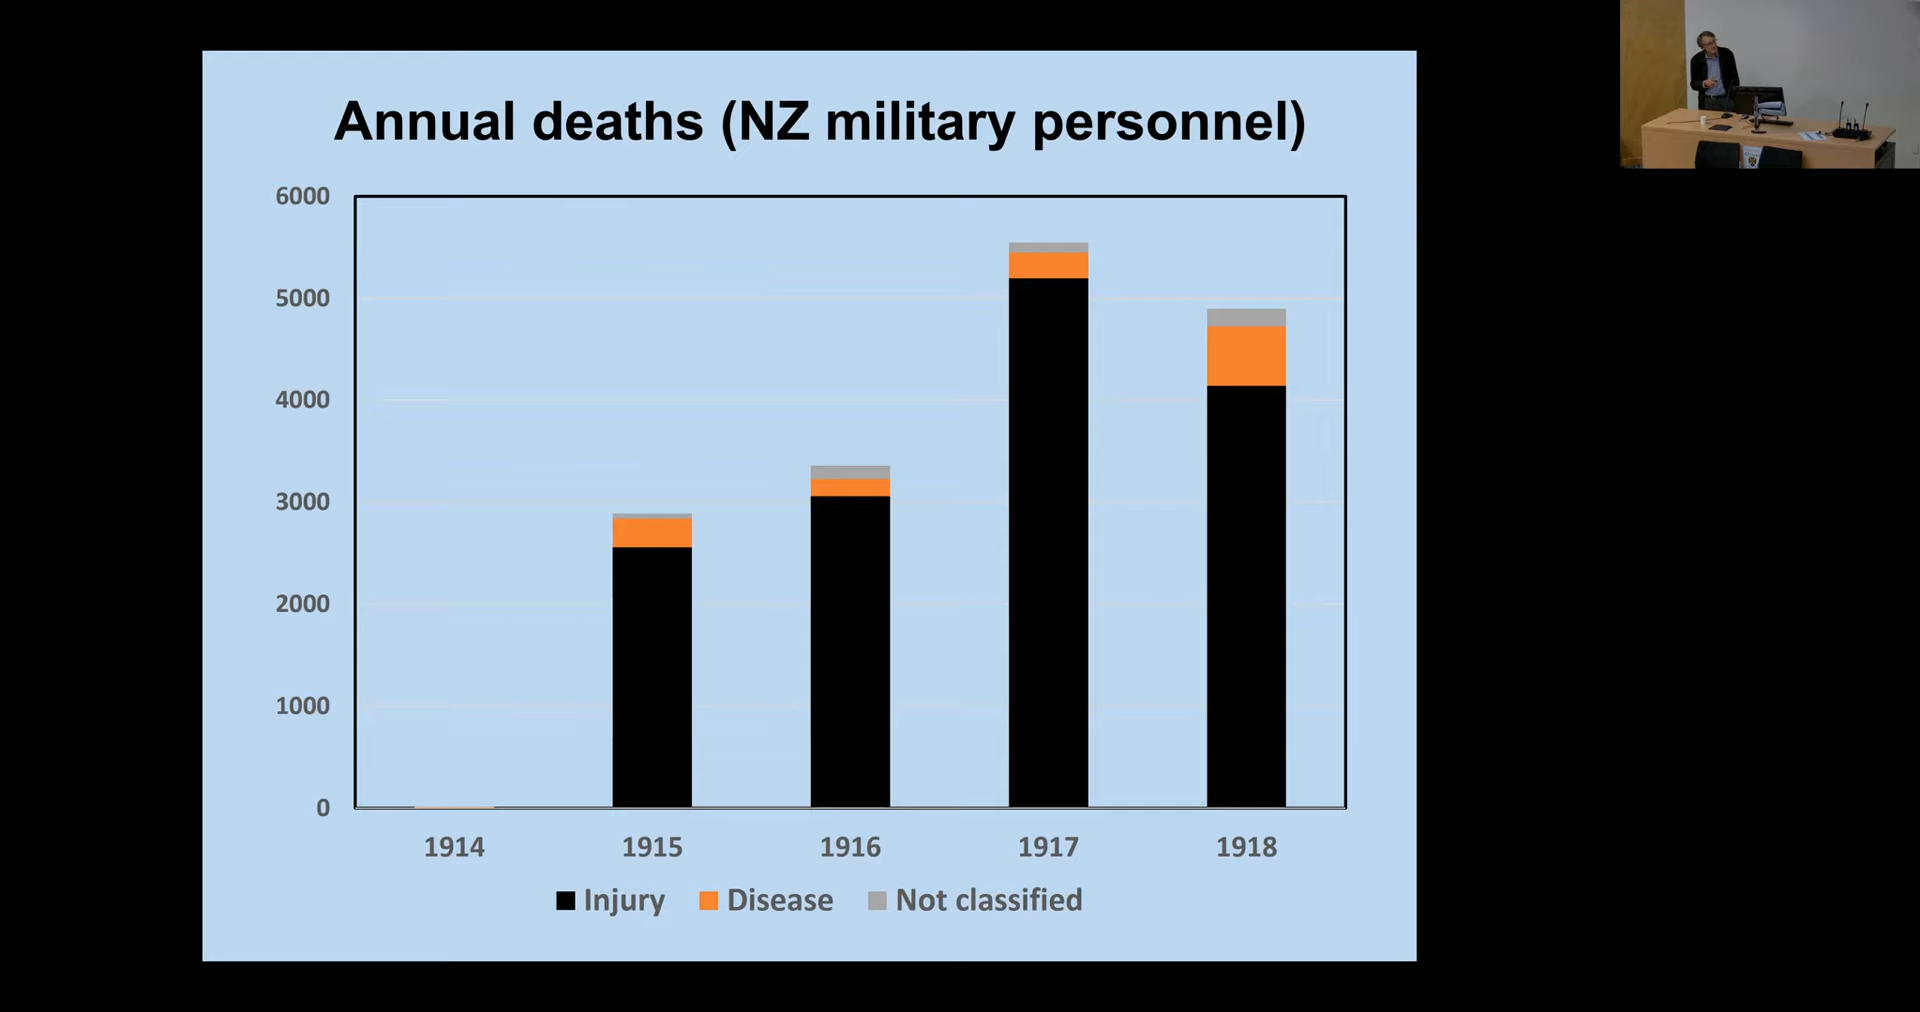 Annual deaths (NZ military personnel)
6000
5000
4000
3000
2000
1000
0
1914 1915 1916 1917 1918
Injury Disease Not classified